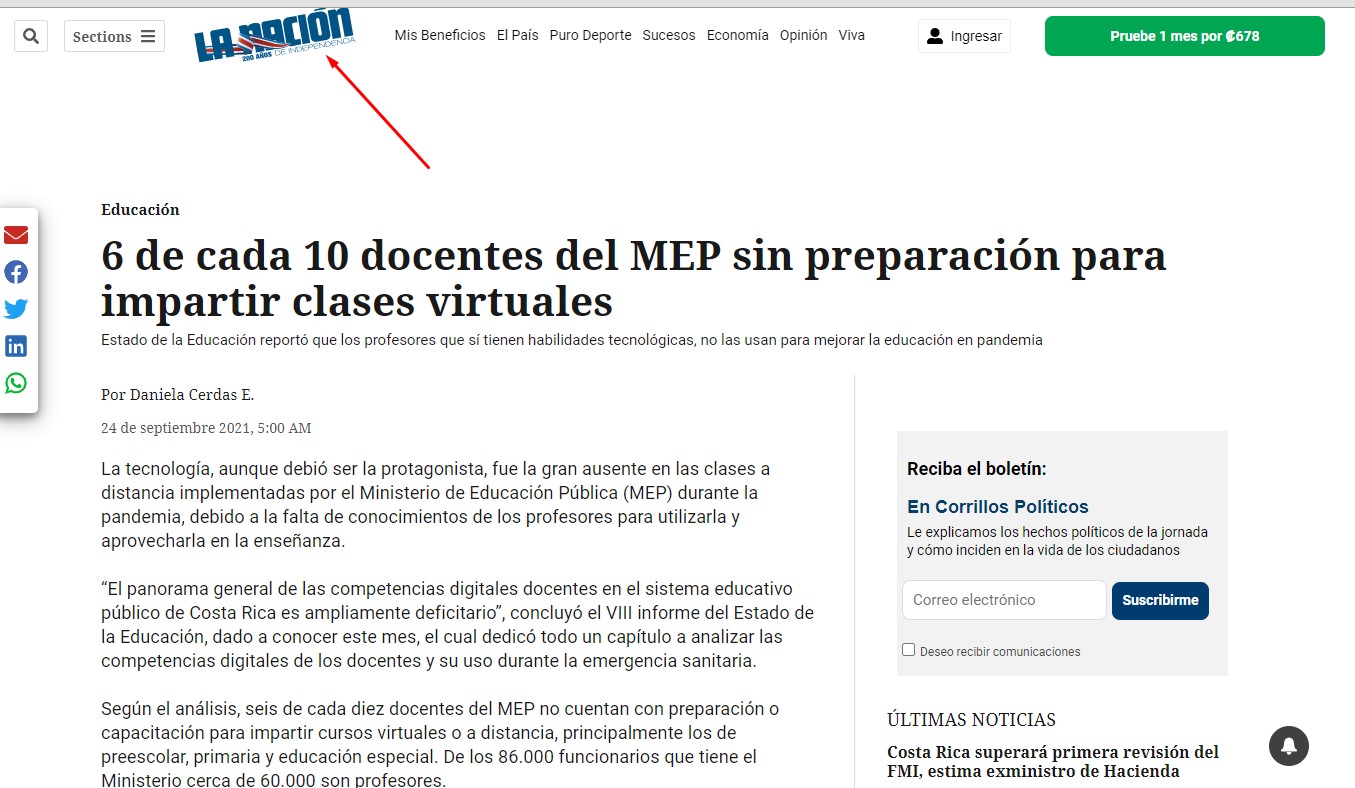 Sections
LA NACIÓN
200 AÑOS DE INDEPENDENCIA
Mis Beneficios El País Puro Deporte Sucesos Economía Opinión Viva
Ingresar
Pruebe 1 mes por ₡678
Educación
6 de cada 10 docentes del MEP sin preparación para
impartir clases virtuales
Estado de la Educación reportó que los profesores que sí tienen habilidades tecnológicas, no las usan para mejorar la educación en pandemia
Por Daniela Cerdas E.
24 de septiembre 2021, 5:00 AM
La tecnología, aunque debió ser la protagonista, fue la gran ausente en las clases a
distancia implementadas por el Ministerio de Educación Pública (MEP) durante la
pandemia, debido a la falta de conocimientos de los profesores para utilizarla y
aprovecharla en la enseñanza.
“El panorama general de las competencias digitales docentes en el sistema educativo
público de Costa Rica es ampliamente deficitario”, concluyó el VIII informe del Estado de
la Educación, dado a conocer este mes, el cual dedicó todo un capítulo a analizar las
competencias digitales de los docentes y su uso durante la emergencia sanitaria.
Según el análisis, seis de cada diez docentes del MEP no cuentan con preparación o
capacitación para impartir cursos virtuales o a distancia, principalmente los de
preescolar, primaria y educación especial. De los 86.000 funcionarios que tiene el
Ministerio cerca de 60.000 son profesores.
Reciba el boletín:
En Corrillos Políticos
Le explicamos los hechos políticos de la jornada
y cómo inciden en la vida de los ciudadanos
Correo electrónico
Suscribirme
Deseo recibir comunicaciones
ÚLTIMAS NOTICIAS
Costa Rica superará primera revisión del
FMI, estima exministro de Hacienda